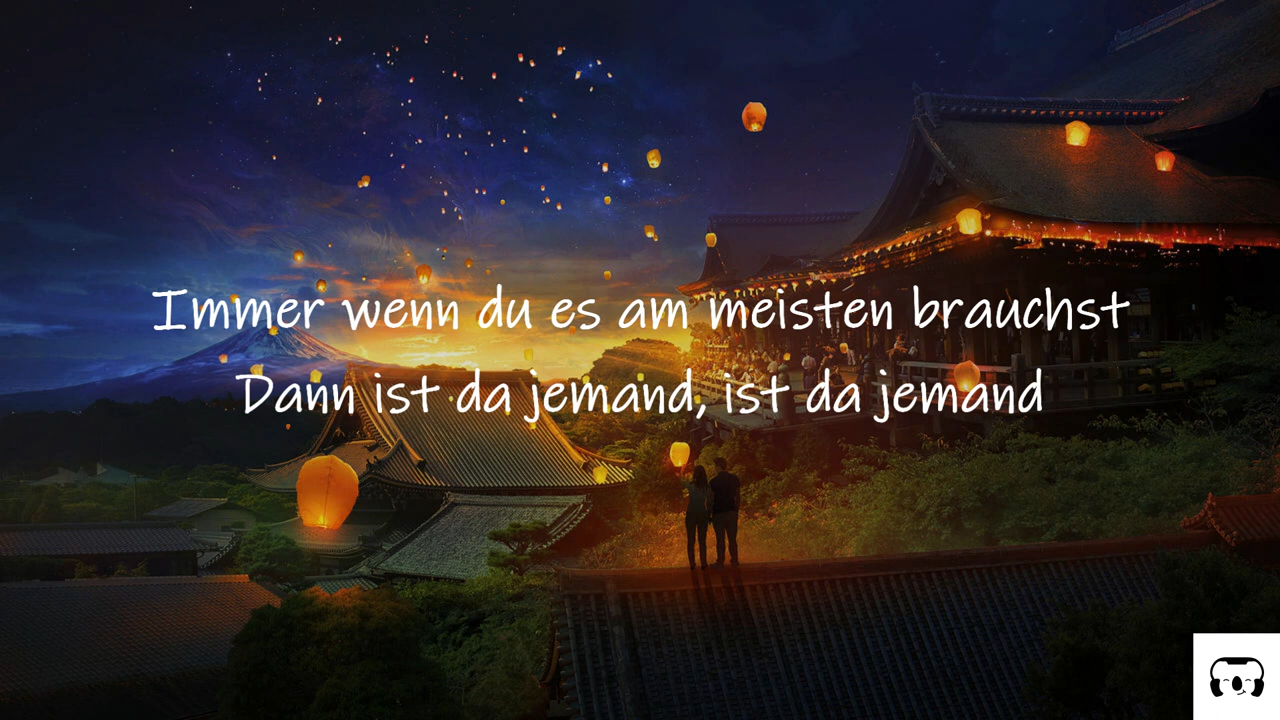 Immer wenn du es am meisten brauchst
Dann ist da jemand, ist da jemand